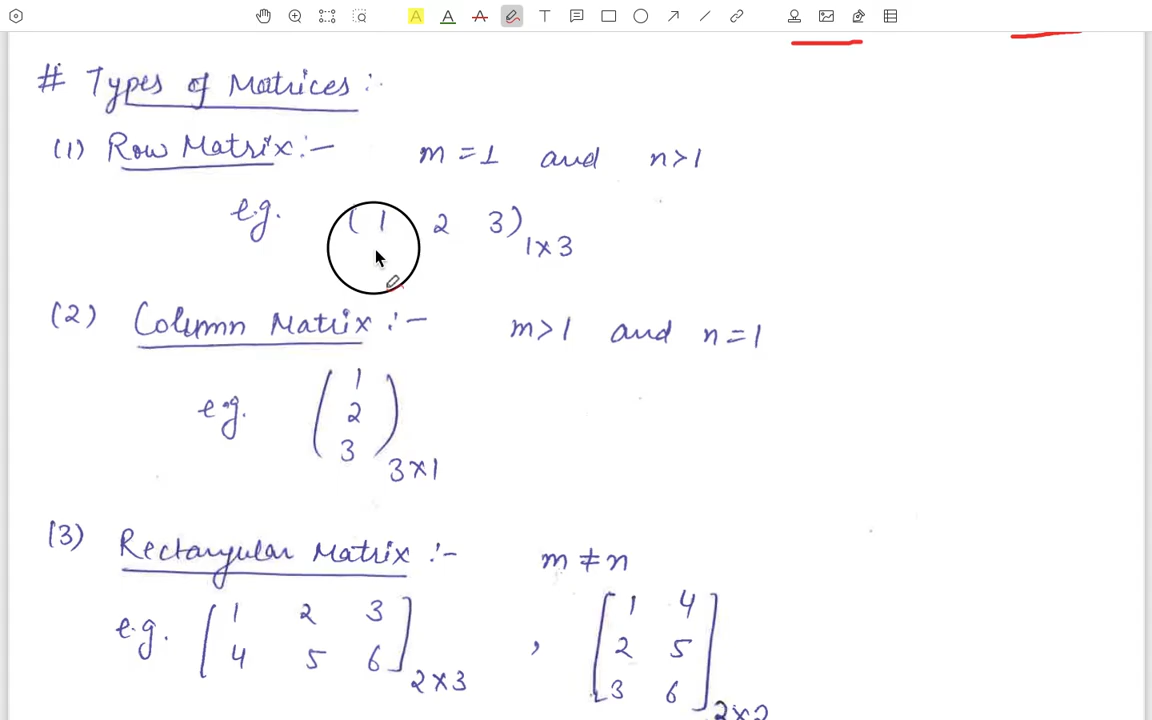 # Types of Matrices :-
(1) Row Matrix :- m = 1 and n > 1
e.g. ( 1 2 3 ) 1×3
(2) Column Matrix :- m > 1 and n = 1
e.g. ( 1
2
3 ) 3×1
(3) Rectangular Matrix :- m ≠ n
e.g. [ 1 2 3
4 5 6 ] 2×3 , [ 1 4
2 5
3 6 ]